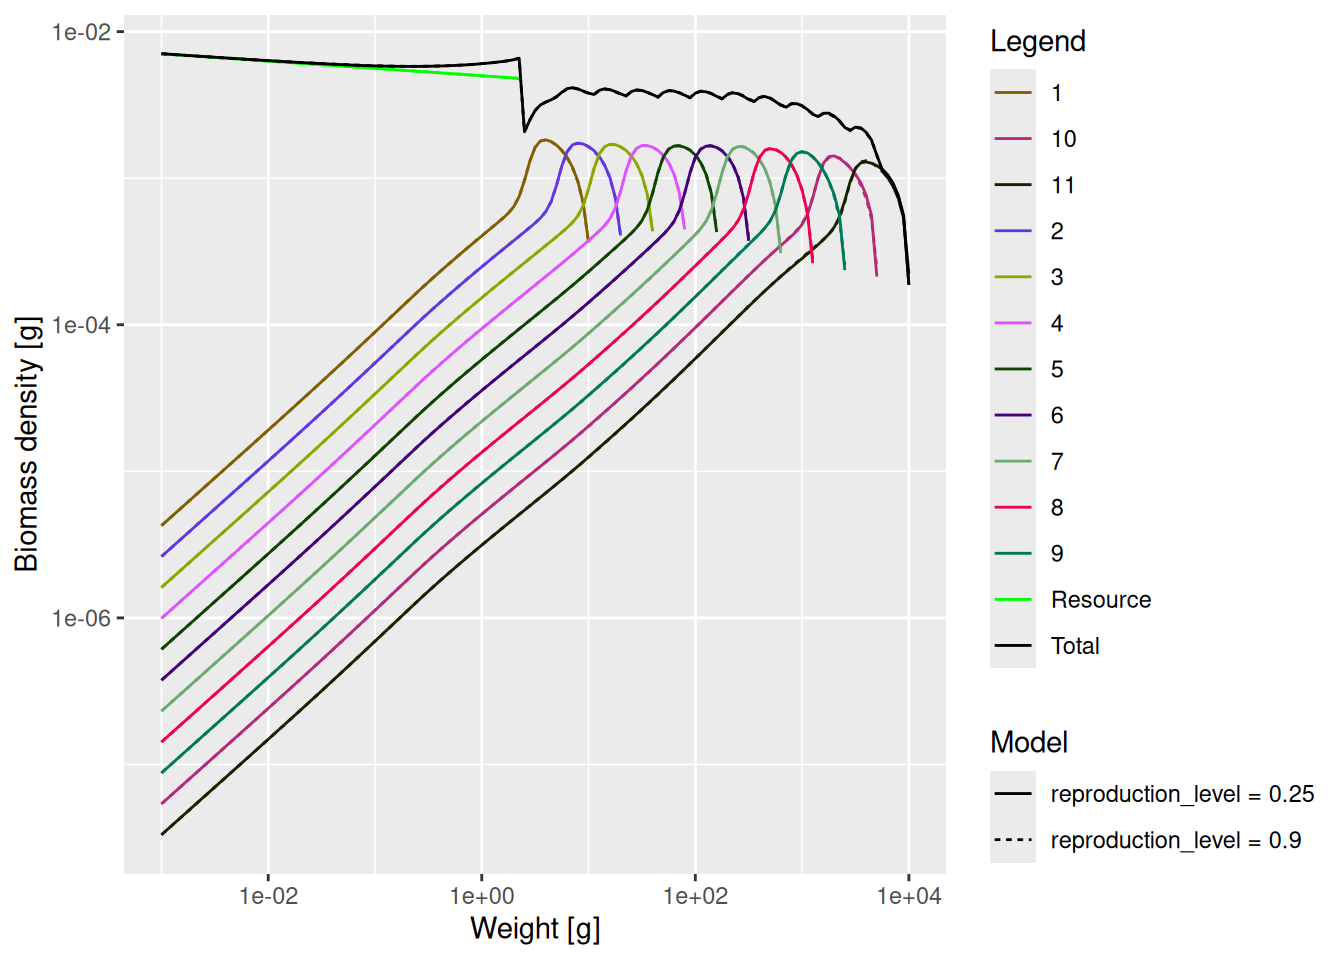 1e-02
1e-04
1e-06
Biomass density [g]
1e-02
1e+00
1e+02
1e+04
Weight [g]
Legend
1
10
11
2
3
4
5
6
7
8
9
Resource
Total
Model
reproduction_level = 0.25
reproduction_level = 0.9